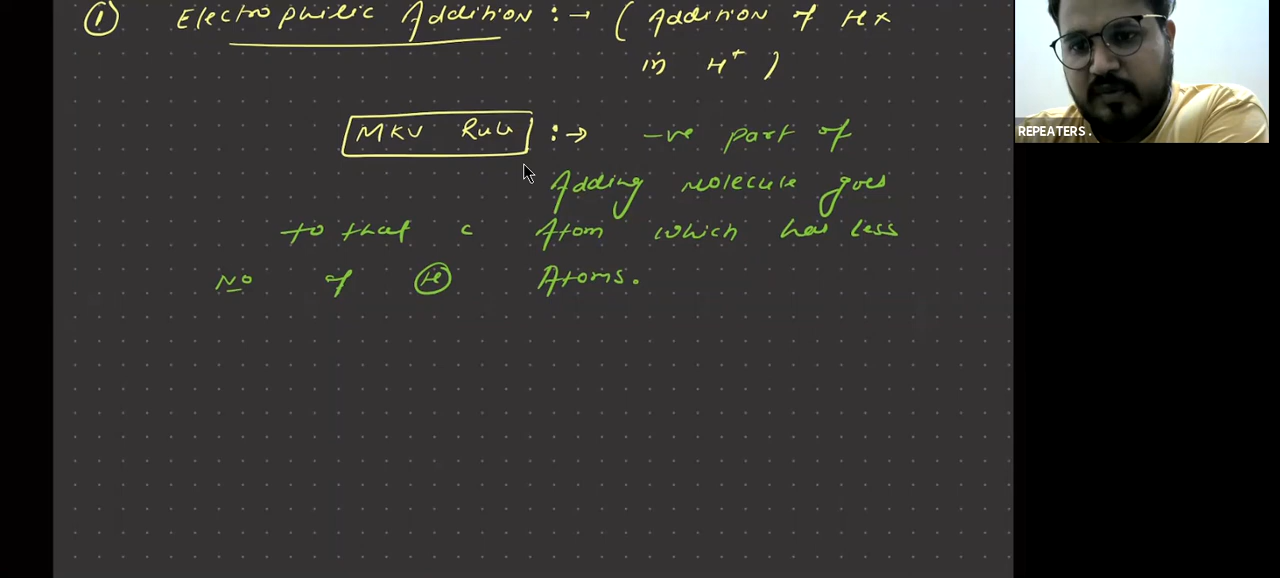 ① Electrophilic Addition :→ ( Addition of HX
in H⁺ )
MKV Rule :→ -ve part of
Adding molecule goes
to that C Atom which has less
No of H Atoms.
REPEATERS .